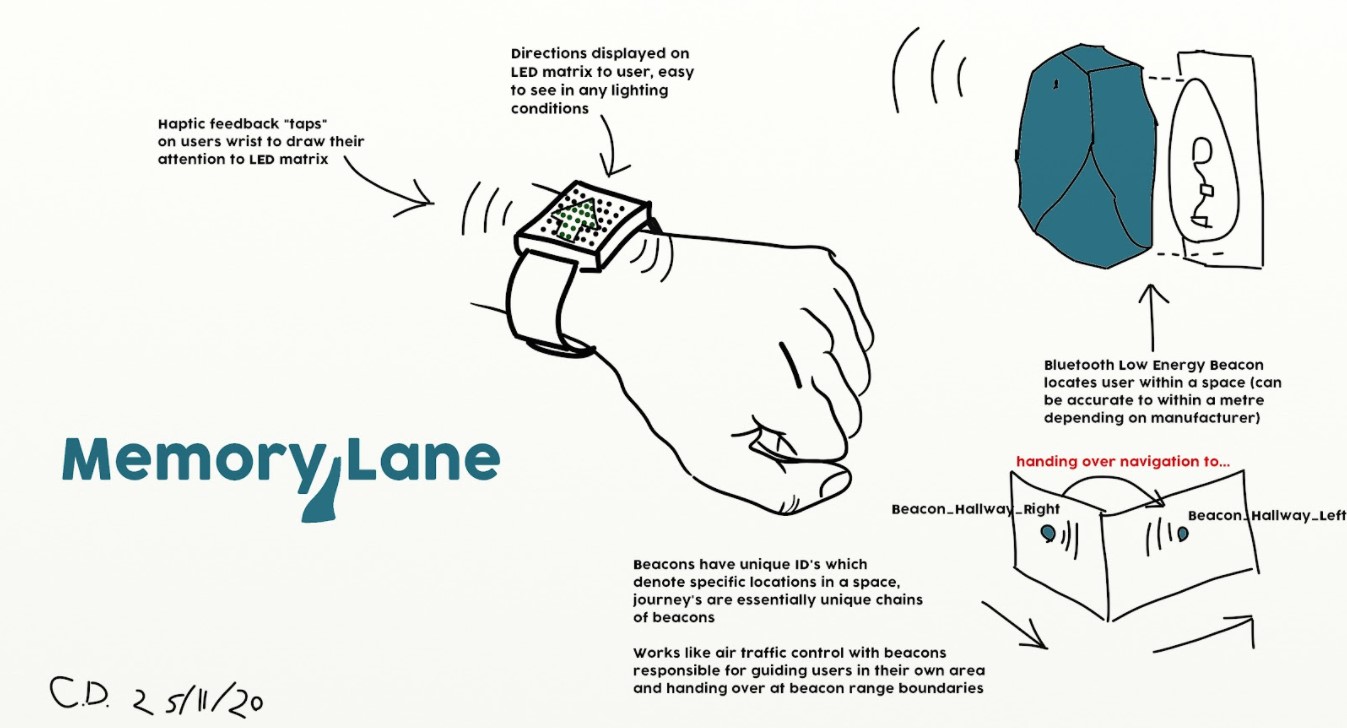 Directions displayed on
LED matrix to user, easy
to see in any lighting
conditions
Haptic feedback "taps"
on users wrist to draw their
attention to LED matrix
Bluetooth Low Energy Beacon
locates user within a space (can
be accurate to within a metre
depending on manufacturer)
Memory Lane
handing over navigation to...
Beacon_Hallway_Right
Beacon_Hallway_Left
Beacons have unique ID's which
denote specific locations in a space,
journey's are essentially unique chains
of beacons
Works like air traffic control with beacons
responsible for guiding users in their own area
and handing over at beacon range boundaries
C.D. 25/11/20